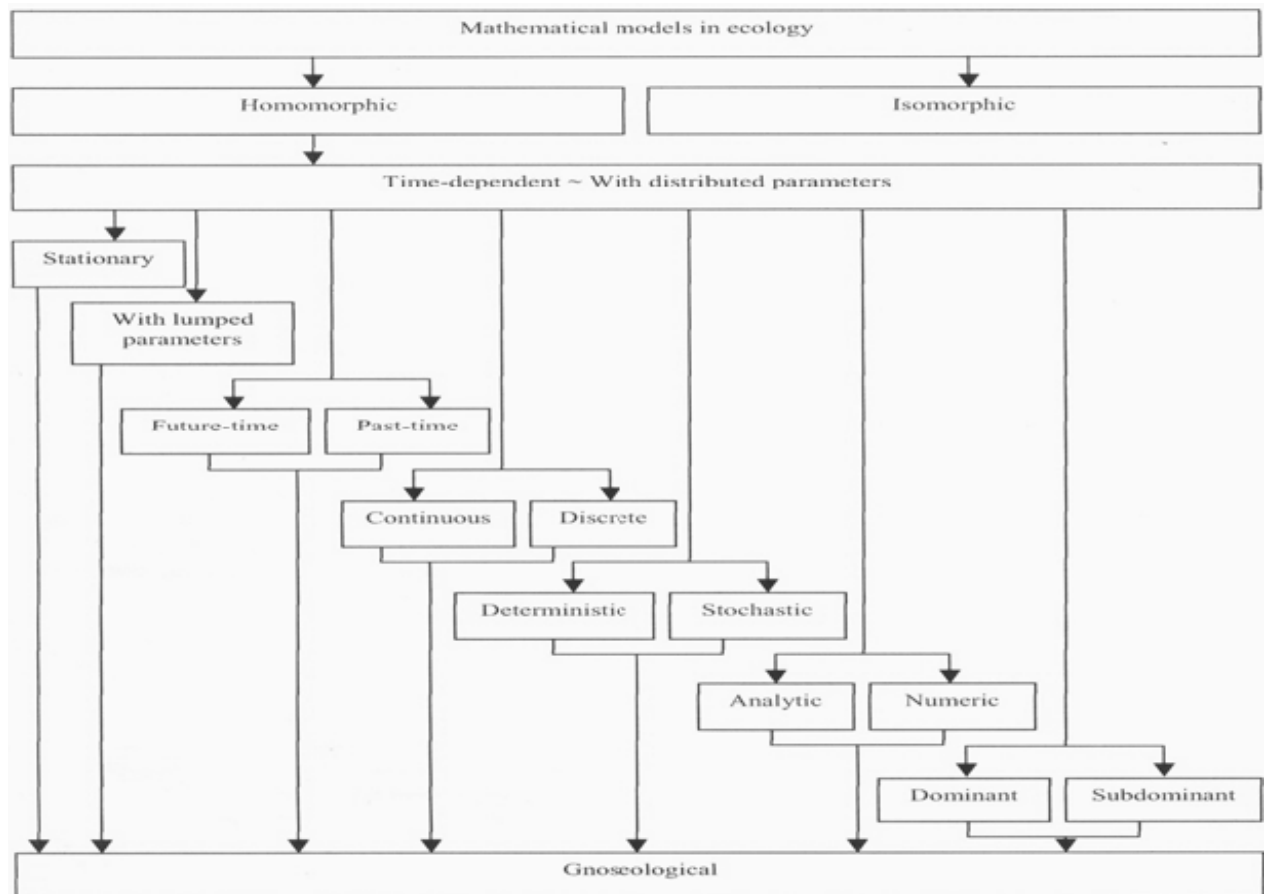 Mathematical models in ecology
Homomorphic
Isomorphic
Time-dependent ~ With distributed parameters
Stationary
With lumped
parameters
Future-time
Past-time
Continuous
Discrete
Deterministic
Stochastic
Analytic
Numeric
Dominant
Subdominant
Gnoseological